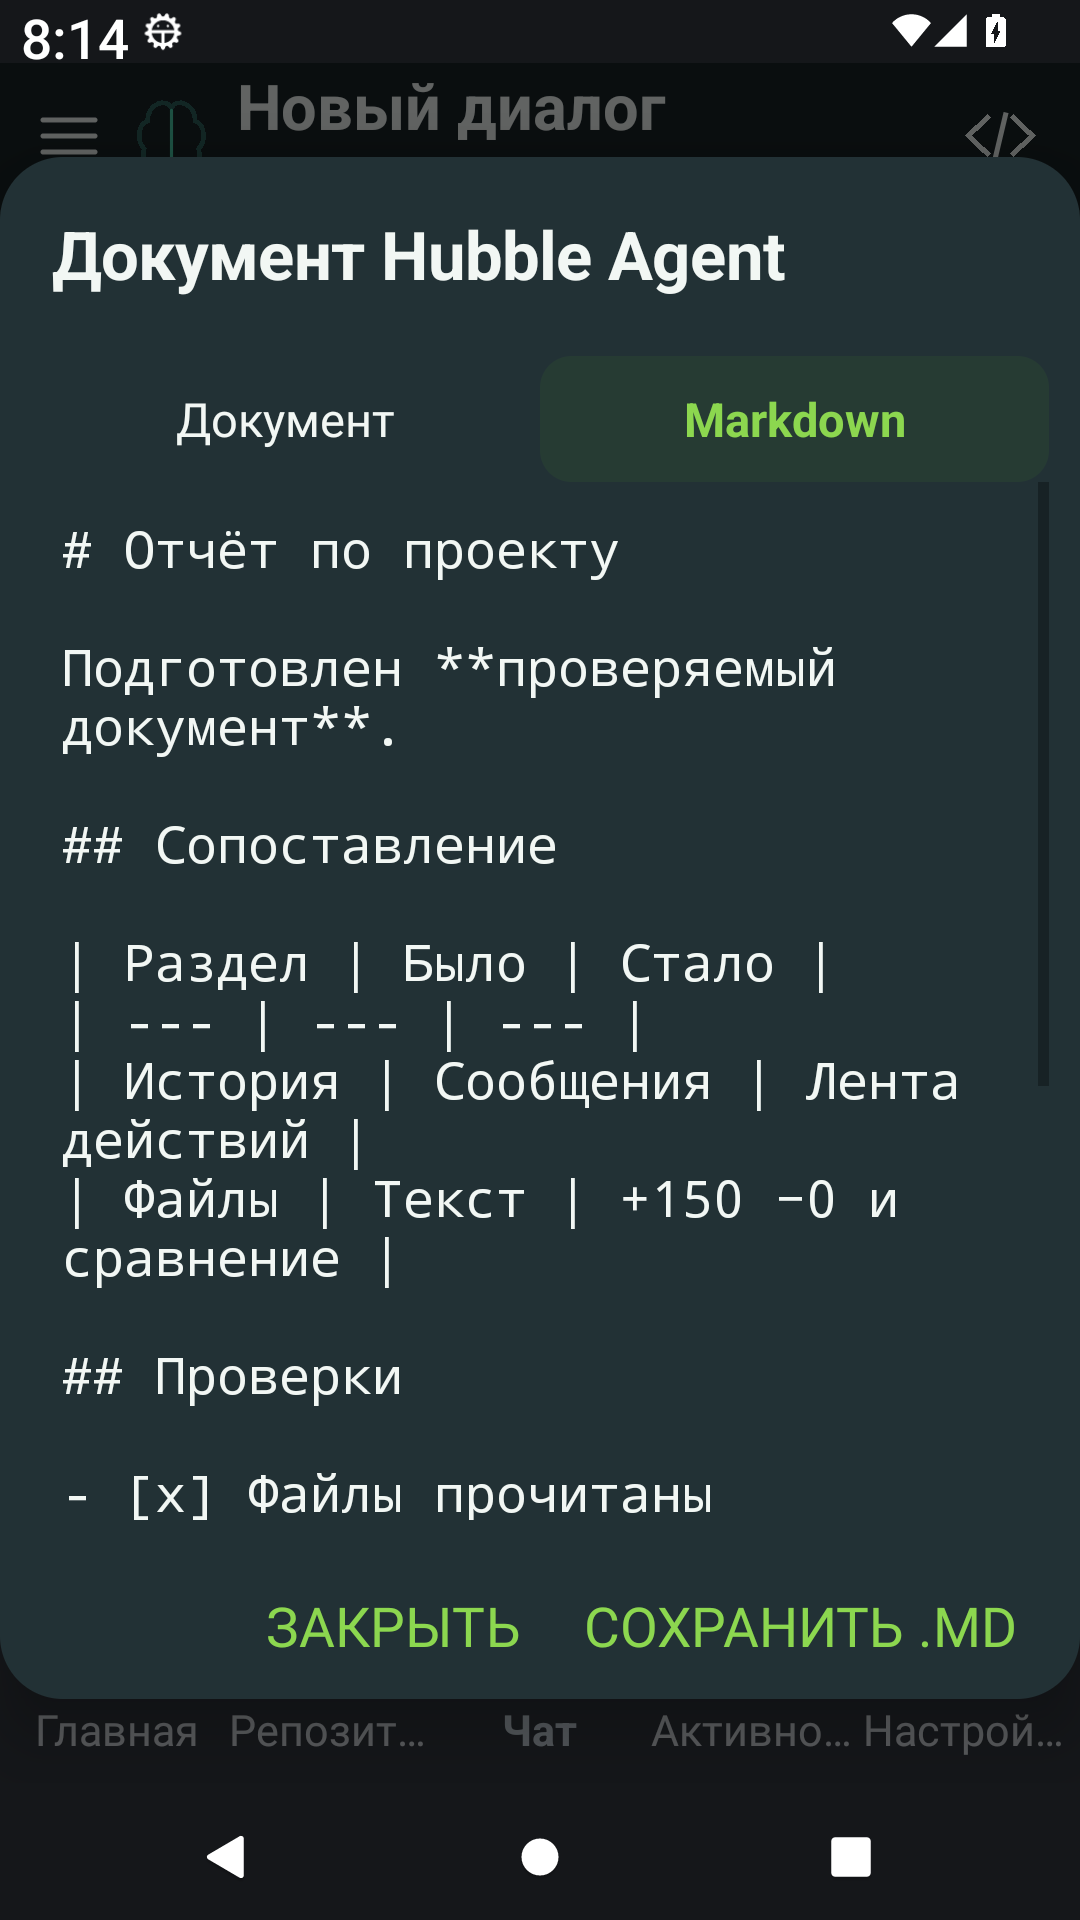 8:14
Новый диалог
Документ Hubble Agent
Документ Markdown
# Отчёт по проекту
Подготовлен **проверяемый
документ**.
## Сопоставление
| Раздел | Было | Стало |
| --- | --- | --- |
| История | Сообщения | Лента
действий |
| Файлы | Текст | +150 −0 и
сравнение |
## Проверки
- [x] Файлы прочитаны
ЗАКРЫТЬ СОХРАНИТЬ .MD
Главная Репозит… Чат Активно… Настрой…